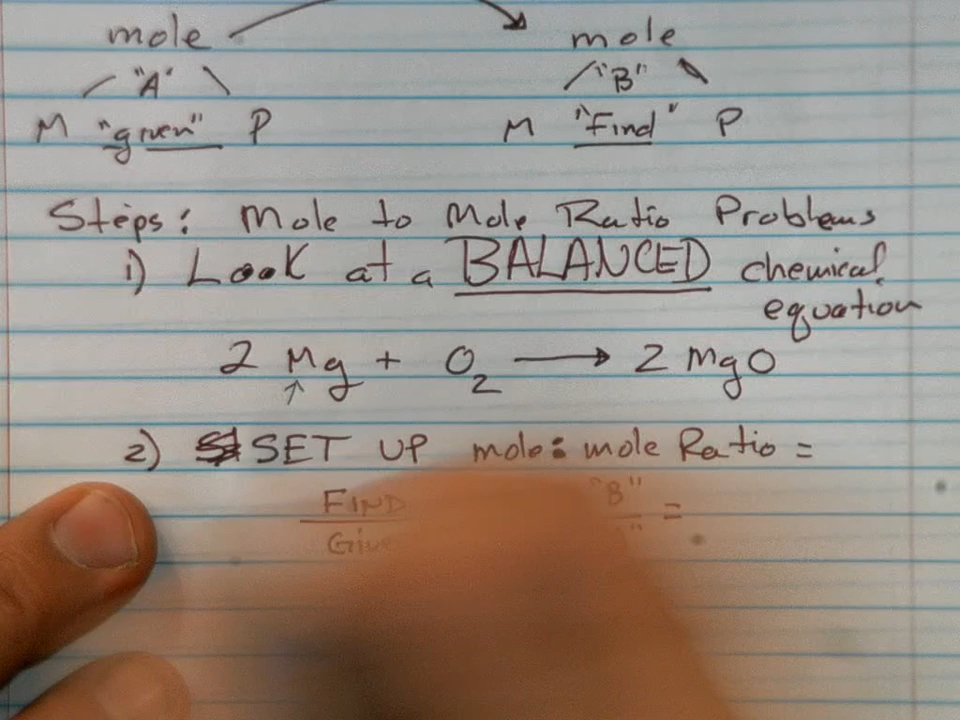 mole mole
"A" "B"
M "given" P M "Find" P
Steps: Mole to Mole Ratio Problems
1) Look at a BALANCED chemical
equation
2 Mg + O2 → 2 MgO
↑
2) SET UP mole: mole Ratio =
FIND "B" =